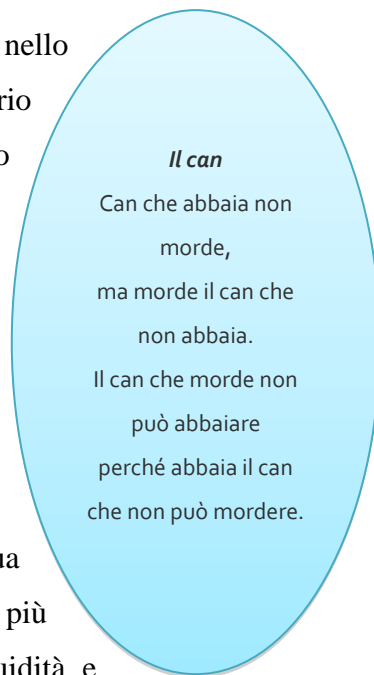 nello
rio
o
Il can
Can che abbaia non
morde,
ma morde il can che
non abbaia.
Il can che morde non
può abbaiare
perché abbaia il can
che non può mordere.
ua
più
uidità e